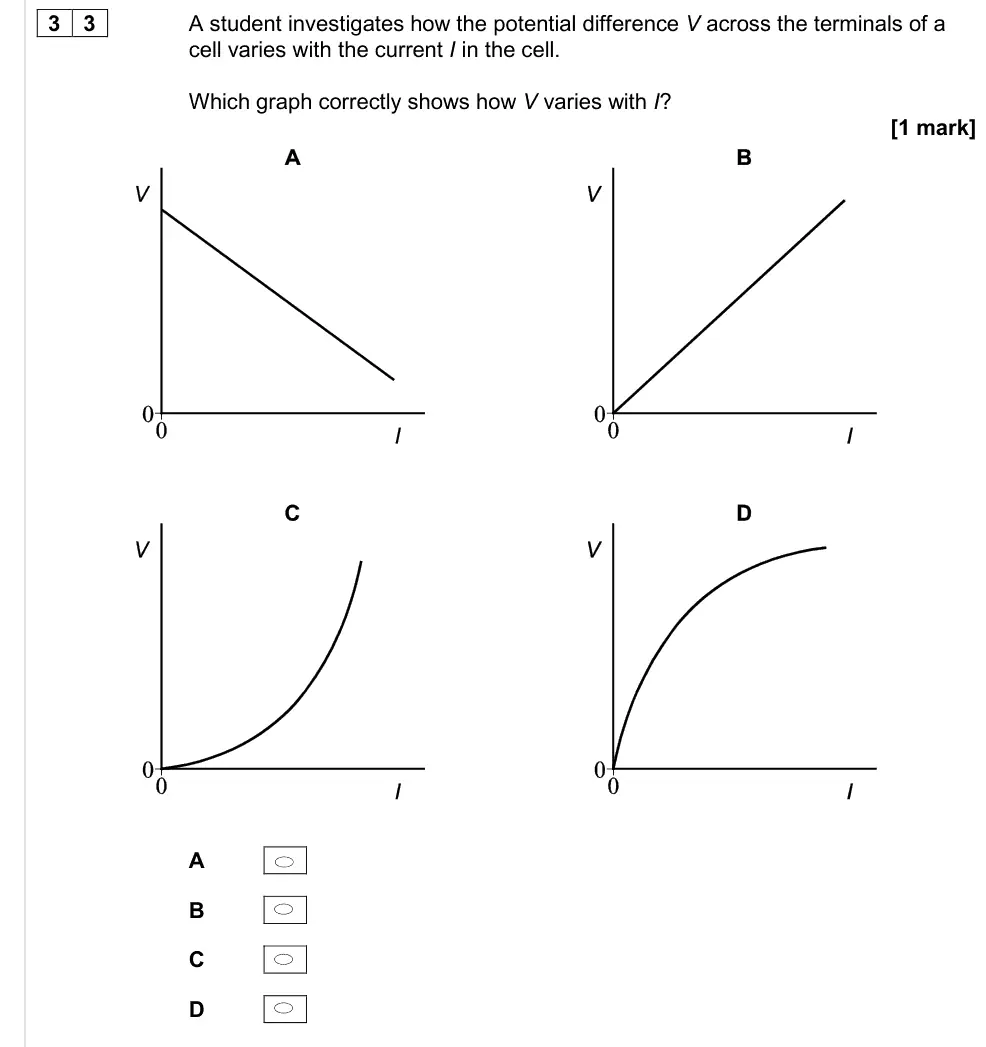 3 3
A student investigates how the potential difference V across the terminals of a
cell varies with the current I in the cell.
Which graph correctly shows how V varies with I?
[1 mark]
A
V
0
0
I
B
V
0
0
I
C
V
0
0
I
D
V
0
0
I
A
B
C
D